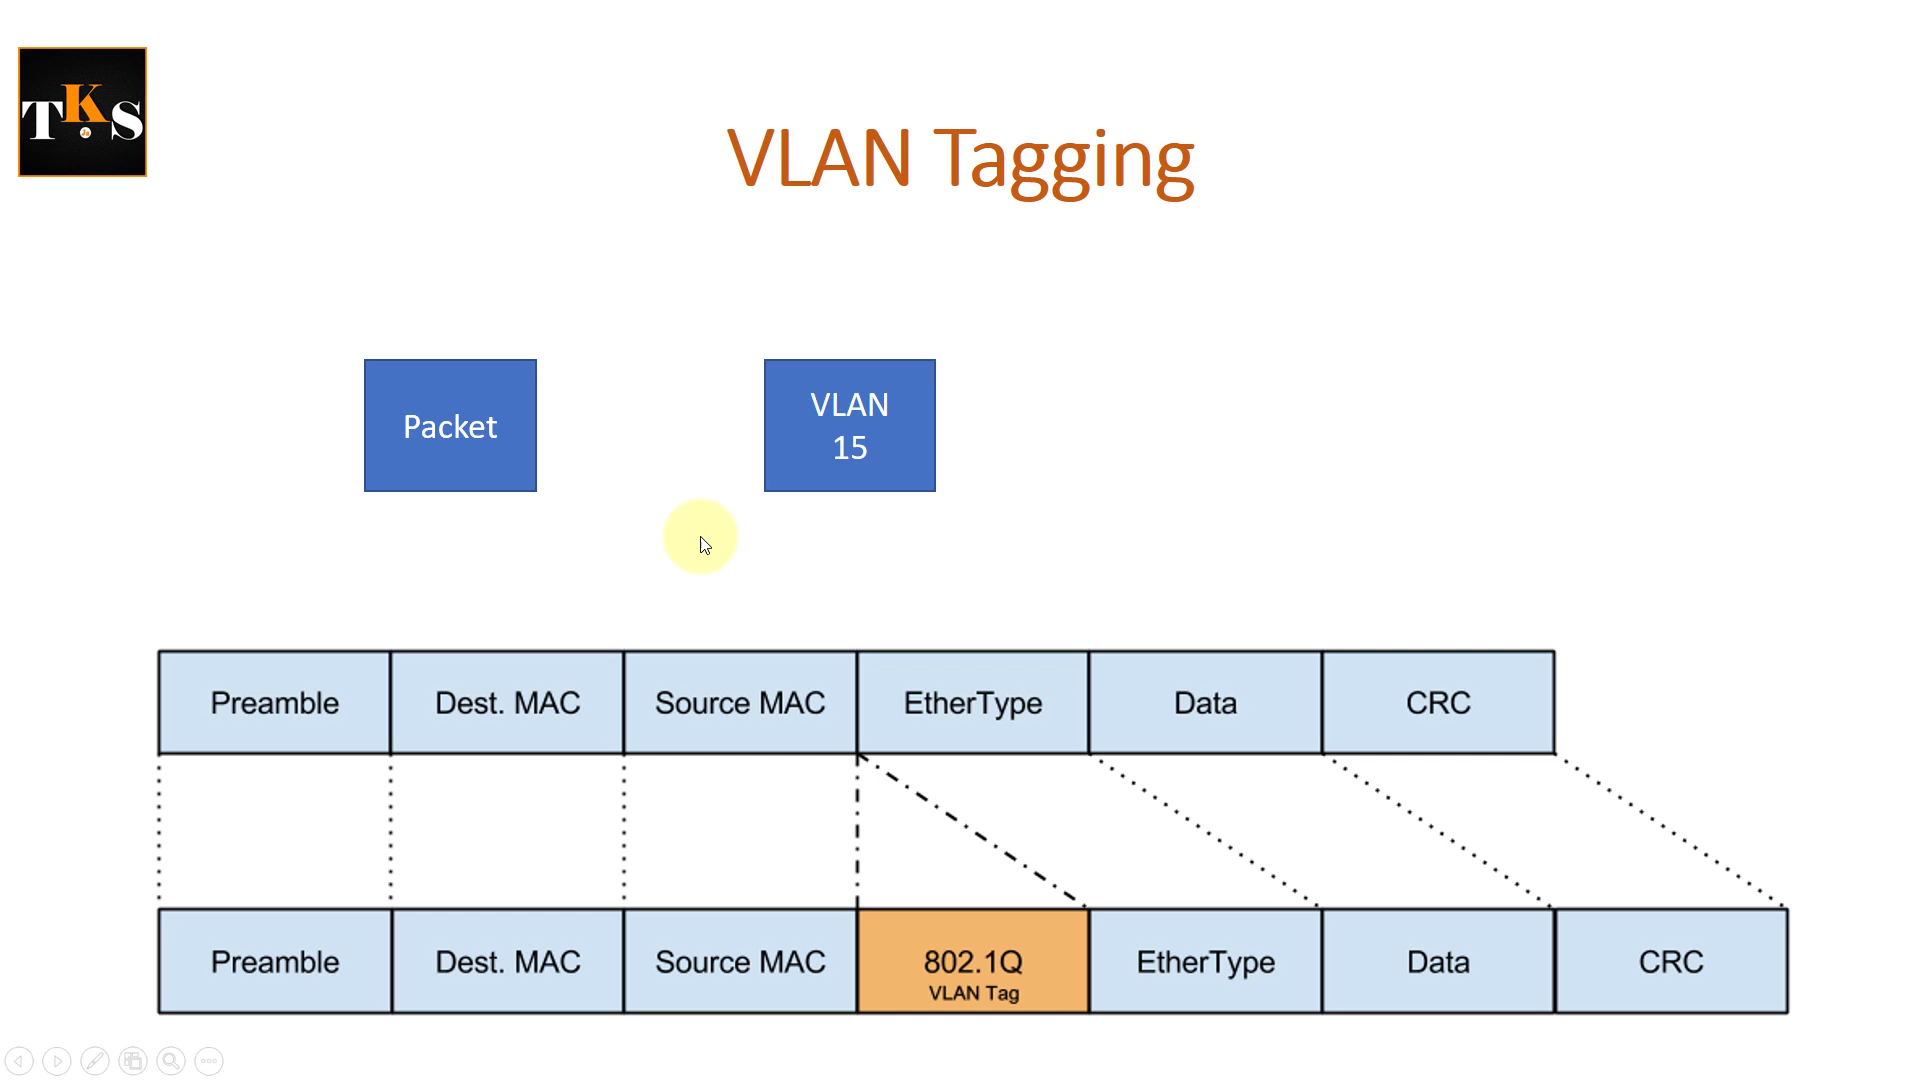 TKS
VLAN Tagging
Packet
VLAN
15
Preamble
Dest. MAC
Source MAC
EtherType
Data
CRC
Preamble
Dest. MAC
Source MAC
802.1Q
VLAN Tag
EtherType
Data
CRC